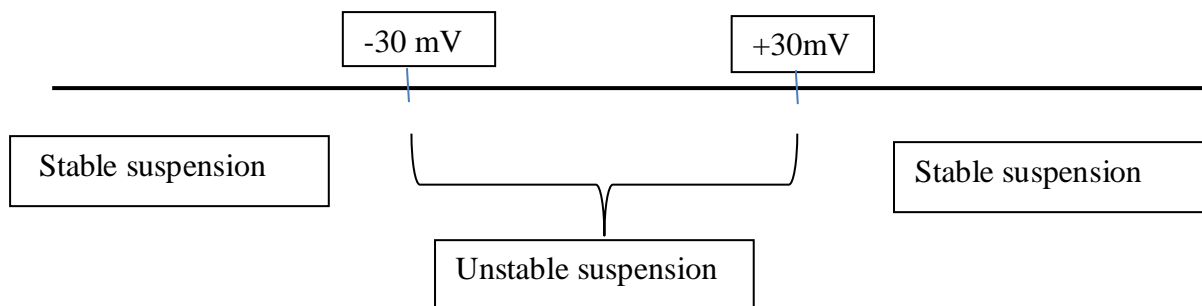 -30 mV
+30mV
Stable suspension
Stable suspension
Unstable suspension